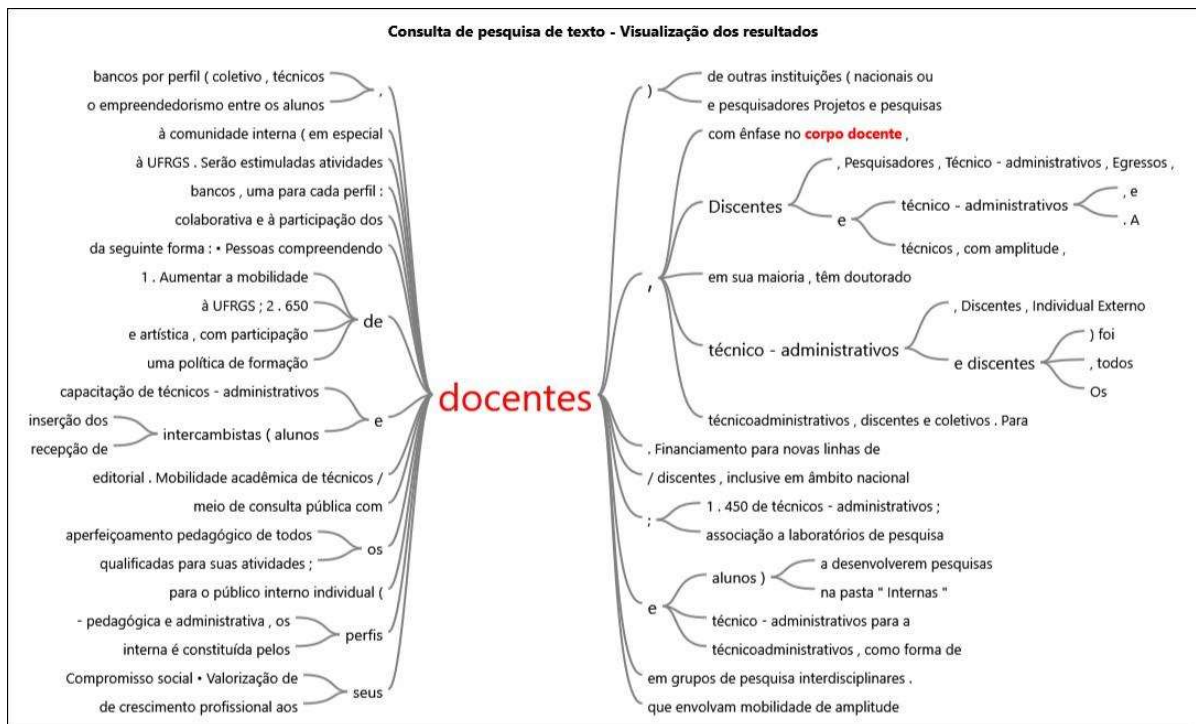 Consulta de pesquisa de texto - Visualização dos resultados
bancos por perfil ( coletivo , técnicos
o empreendedorismo entre os alunos
,
à comunidade interna ( em especial
à UFRGS . Serão estimuladas atividades
bancos , uma para cada perfil :
colaborativa e à participação dos
da seguinte forma : • Pessoas compreendendo
1 . Aumentar a mobilidade
à UFRGS ; 2 . 650
e artística , com participação
uma política de formação
de
capacitação de técnicos - administrativos
inserção dos
recepção de
intercambistas ( alunos
e
editorial . Mobilidade acadêmica de técnicos /
meio de consulta pública com
aperfeiçoamento pedagógico de todos
qualificadas para suas atividades ;
os
para o público interno individual (
- pedagógica e administrativa , os
interna é constituída pelos
perfis
Compromisso social • Valorização de
de crescimento profissional aos
seus
docentes
)
de outras instituições ( nacionais ou
e pesquisadores Projetos e pesquisas
,
com ênfase no corpo docente ,
Discentes
, Pesquisadores , Técnico - administrativos , Egressos ,
e
técnico - administrativos
, e
. A
técnicos , com amplitude ,
em sua maioria , têm doutorado
técnico - administrativos
, Discentes , Individual Externo
e discentes
) foi
, todos
Os
técnicoadministrativos , discentes e coletivos . Para
. Financiamento para novas linhas de
/ discentes , inclusive em âmbito nacional
;
1 . 450 de técnicos - administrativos ;
associação a laboratórios de pesquisa
e
alunos )
a desenvolverem pesquisas
na pasta " Internas "
técnico - administrativos para a
técnicoadministrativos , como forma de
em grupos de pesquisa interdisciplinares .
que envolvam mobilidade de amplitude